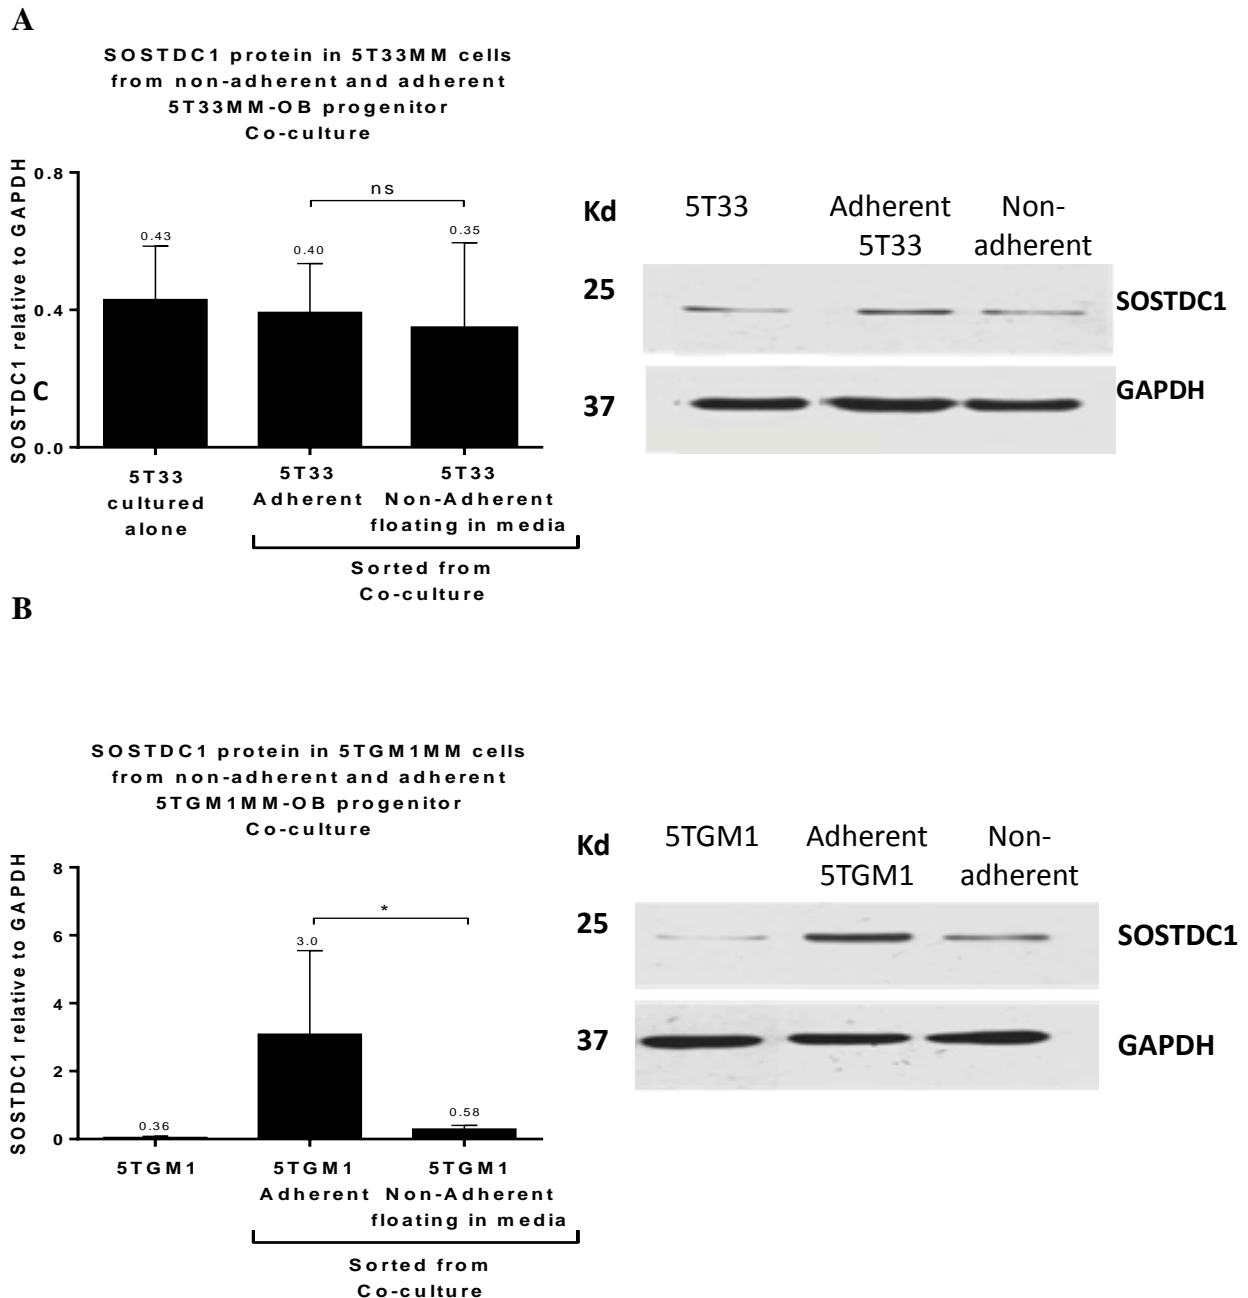 A
SOSTDC1 protein in 5T33MM cells
from non-adherent and adherent
5T33MM-OB progenitor
Co-culture
SOSTDC1 relative to GAPDH
0.8
0.4
0.0
C
0.43
0.40
0.35
ns
5T33
cultured
alone
5T33
Adherent
5T33
Non-Adherent
floating in media
Sorted from
Co-culture
Kd
5T33
Adherent
5T33
Non-
adherent
25
SOSTDC1
37
GAPDH
B
SOSTDC1 protein in 5TGM1MM cells
from non-adherent and adherent
5TGM1MM-OB progenitor
Co-culture
SOSTDC1 relative to GAPDH
8
6
4
2
0
0.36
3.0
0.58
*
5TGM1
5TGM1
Adherent
5TGM1
Non-Adherent
floating in media
Sorted from
Co-culture
Kd
5TGM1
Adherent
5TGM1
Non-
adherent
25
SOSTDC1
37
GAPDH